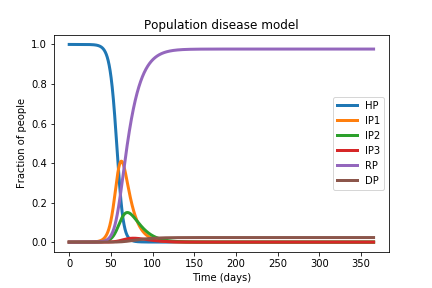 Population disease model
Fraction of people
1.0
0.8
0.6
0.4
0.2
0.0
HP
IP1
IP2
IP3
RP
DP
0 50 100 150 200 250 300 350
Time (days)